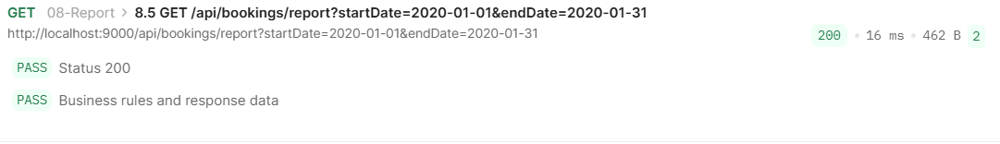 GET 08-Report > 8.5 GET /api/bookings/report?startDate=2020-01-01&endDate=2020-01-31
http://localhost:9000/api/bookings/report?startDate=2020-01-01&endDate=2020-01-31
200 • 16 ms • 462 B 2
PASS Status 200
PASS Business rules and response data